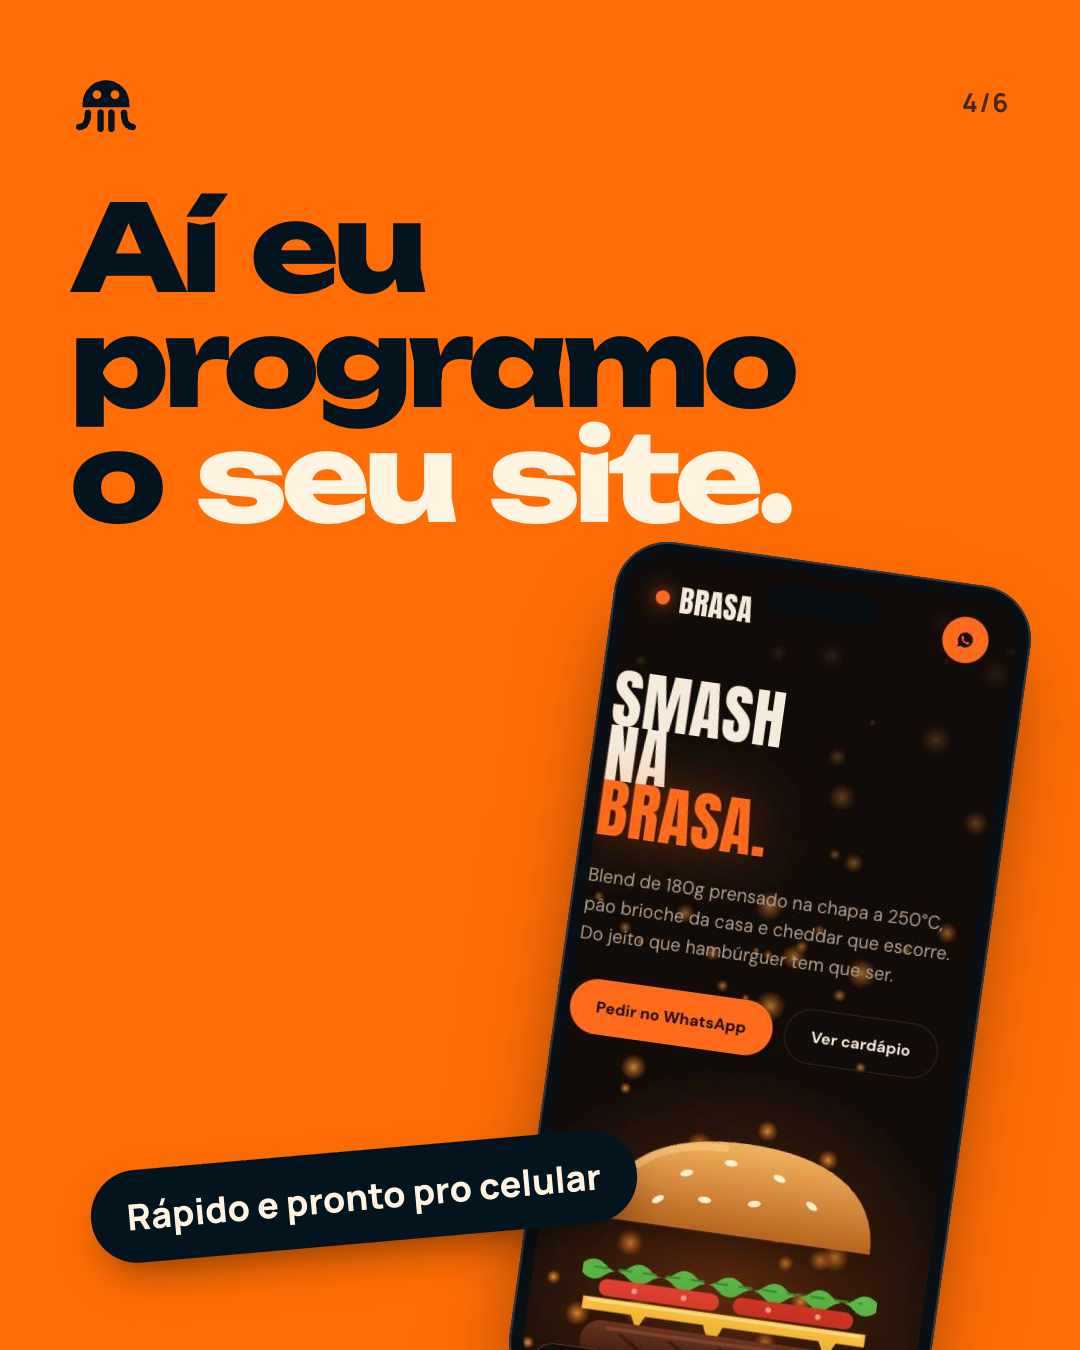 4/6
Aí eu
programo
o seu site.
BRASA
SMASH
NA
BRASA.
Blend de 180g prensado na chapa a 250°C,
pão brioche da casa e cheddar que escorre.
Do jeito que hambúrguer tem que ser.
Pedir no WhatsApp
Ver cardápio
Rápido e pronto pro celular